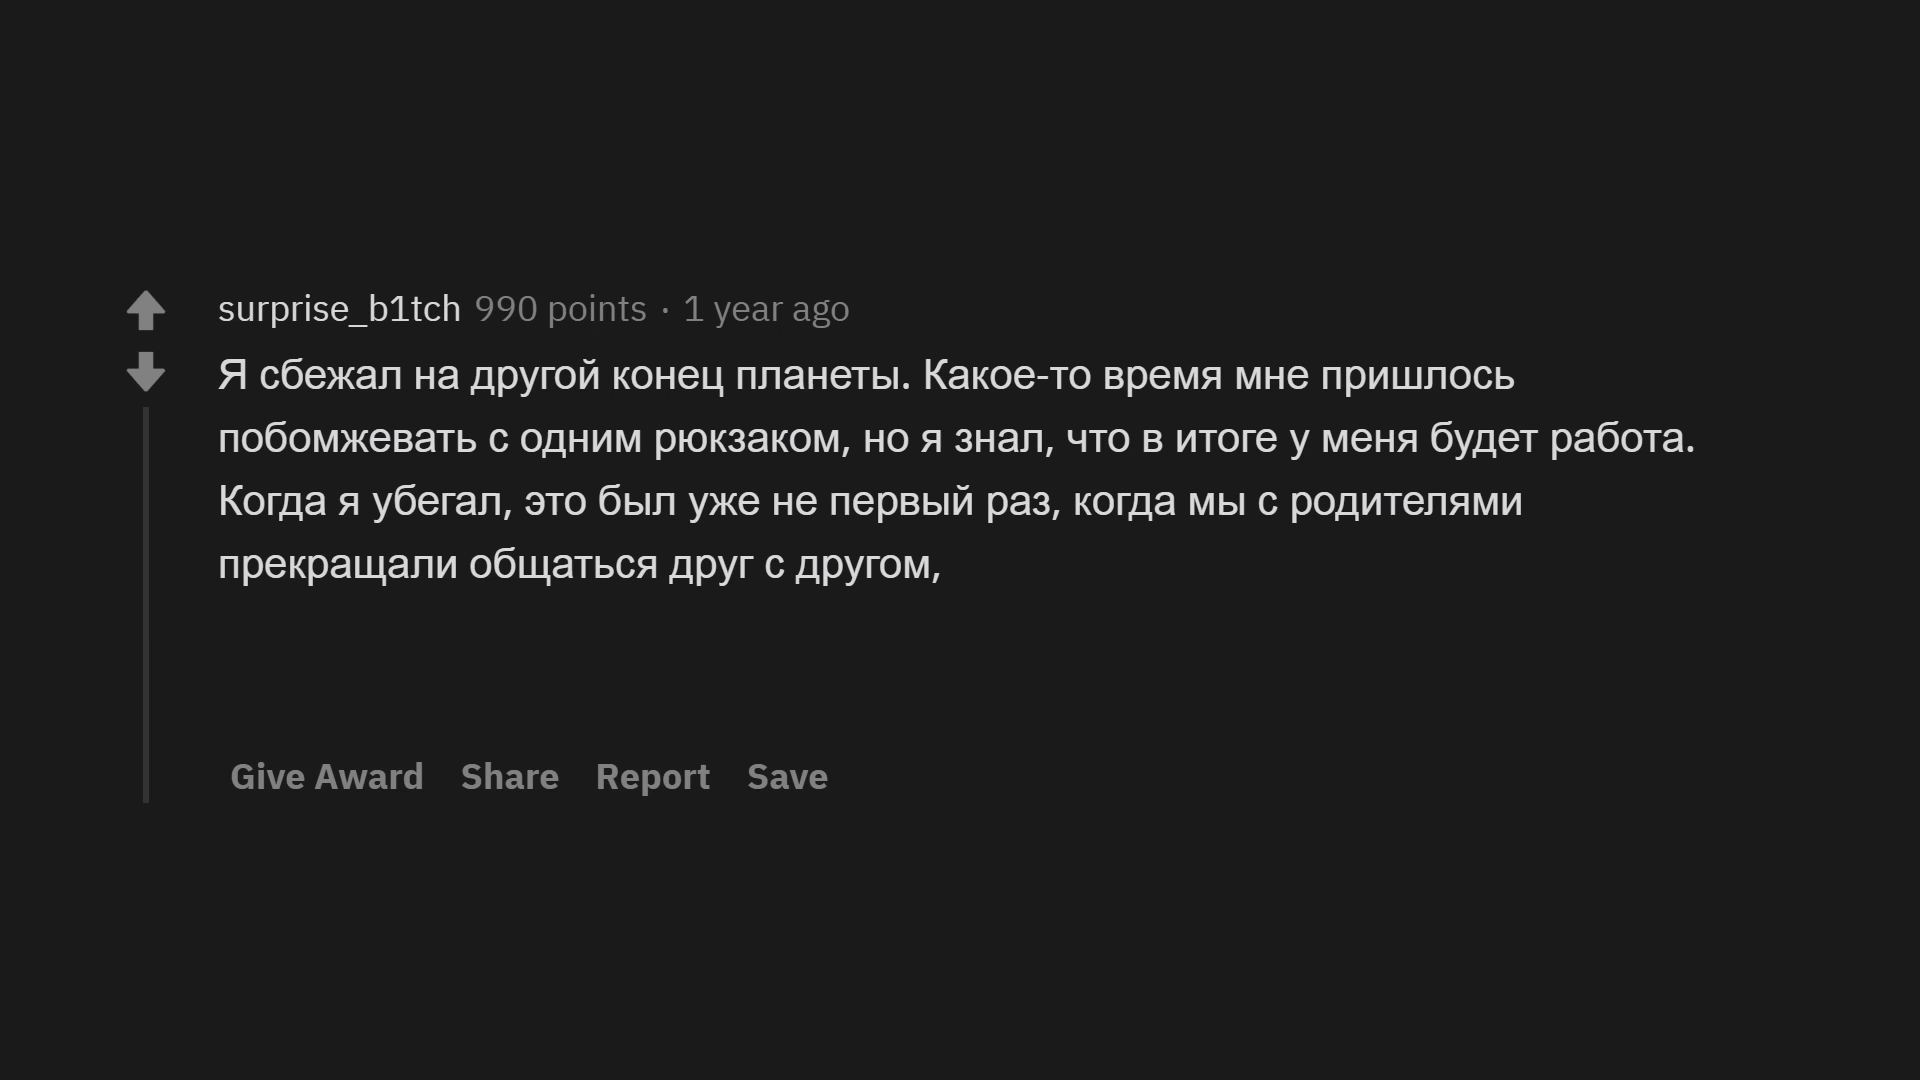 surprise_b1tch 990 points · 1 year ago
Я сбежал на другой конец планеты. Какое-то время мне пришлось
побомжевать с одним рюкзаком, но я знал, что в итоге у меня будет работа.
Когда я убегал, это был уже не первый раз, когда мы с родителями
прекращали общаться друг с другом,
Give Award Share Report Save